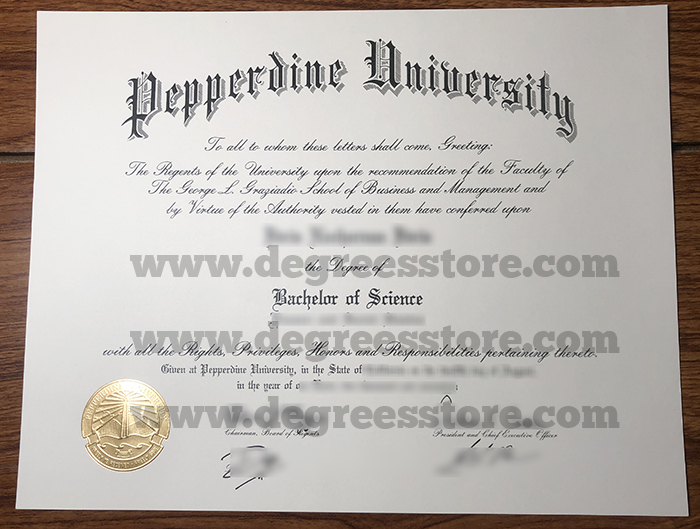 Pepperdine University
To all to whom these letters shall come, Greeting:
The Regents of the University upon the recommendation of the Faculty of
The George L. Graziadio School of Business and Management and
by Virtue of the Authority vested in them have conferred upon
www.degreesstore.com
the Degree of
Bachelor of Science
www.degreesstore.com
with all the Rights, Privileges, Honors and Responsibilities pertaining thereto.
Given at Pepperdine University, in the State of
in the year of
www.degreesstore.com
Chairman, Board of Regents
President and Chief Executive Officer